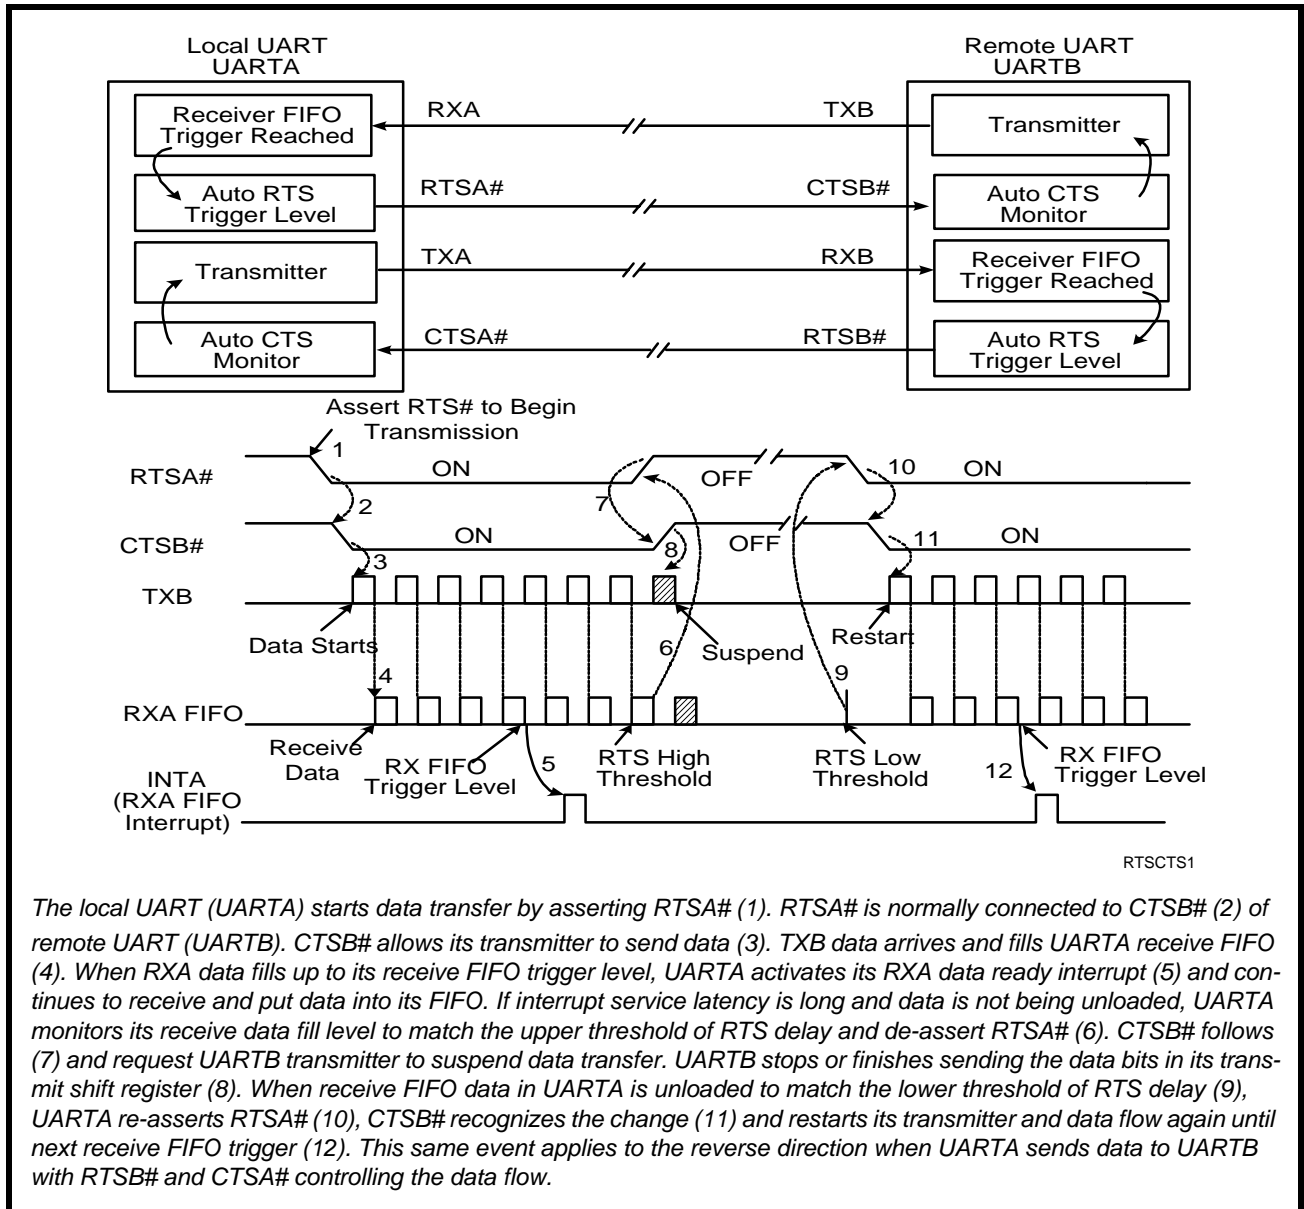 Local UART
UARTA
Remote UART
UARTB
Receiver FIFO
Trigger Reached
RXA
TXB
Transmitter
Auto RTS
Trigger Level
RTSA#
CTSB#
Auto CTS
Monitor
Transmitter
TXA
RXB
Receiver FIFO
Trigger Reached
Auto CTS
Monitor
CTSA#
RTSB#
Auto RTS
Trigger Level
Assert RTS# to Begin
Transmission
1
RTSA#
ON
OFF
10
ON
2
7
CTSB#
ON
8
OFF
11
ON
3
TXB
Data Starts
6
Suspend
Restart
4
9
RXA FIFO
Receive
Data
RX FIFO
Trigger Level
5
RTS High
Threshold
RTS Low
Threshold
12
RX FIFO
Trigger Level
INTA
(RXA FIFO
Interrupt)
RTSCTS1
The local UART (UARTA) starts data transfer by asserting RTSA# (1). RTSA# is normally connected to CTSB# (2) of
remote UART (UARTB). CTSB# allows its transmitter to send data (3). TXB data arrives and fills UARTA receive FIFO
(4). When RXA data fills up to its receive FIFO trigger level, UARTA activates its RXA data ready interrupt (5) and con-
tinues to receive and put data into its FIFO. If interrupt service latency is long and data is not being unloaded, UARTA
monitors its receive data fill level to match the upper threshold of RTS delay and de-assert RTSA# (6). CTSB# follows
(7) and request UARTB transmitter to suspend data transfer. UARTB stops or finishes sending the data bits in its trans-
mit shift register (8). When receive FIFO data in UARTA is unloaded to match the lower threshold of RTS delay (9),
UARTA re-asserts RTSA# (10), CTSB# recognizes the change (11) and restarts its transmitter and data flow again until
next receive FIFO trigger (12). This same event applies to the reverse direction when UARTA sends data to UARTB
with RTSB# and CTSA# controlling the data flow.